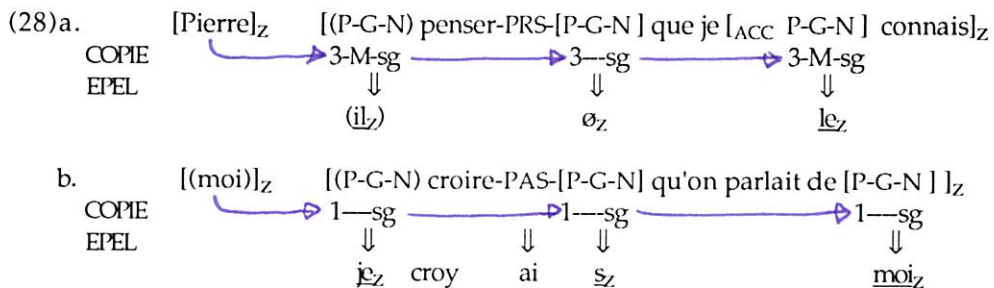 (28)a. [Pierre]z [(P-G-N) penser-PRS-[P-G-N ] que je [ACC P-G-N ] connais]z
COPIE 3-M-sg 3---sg 3-M-sg
EPEL ⇓ ⇓ ⇓
(ilz) øz lez
b. [(moi)]z [(P-G-N) croire-PAS-[P-G-N] qu'on parlait de [P-G-N ] ]z
COPIE 1---sg 1---sg 1---sg
EPEL ⇓ ⇓ ⇓ ⇓
jez croy ai sz moiz